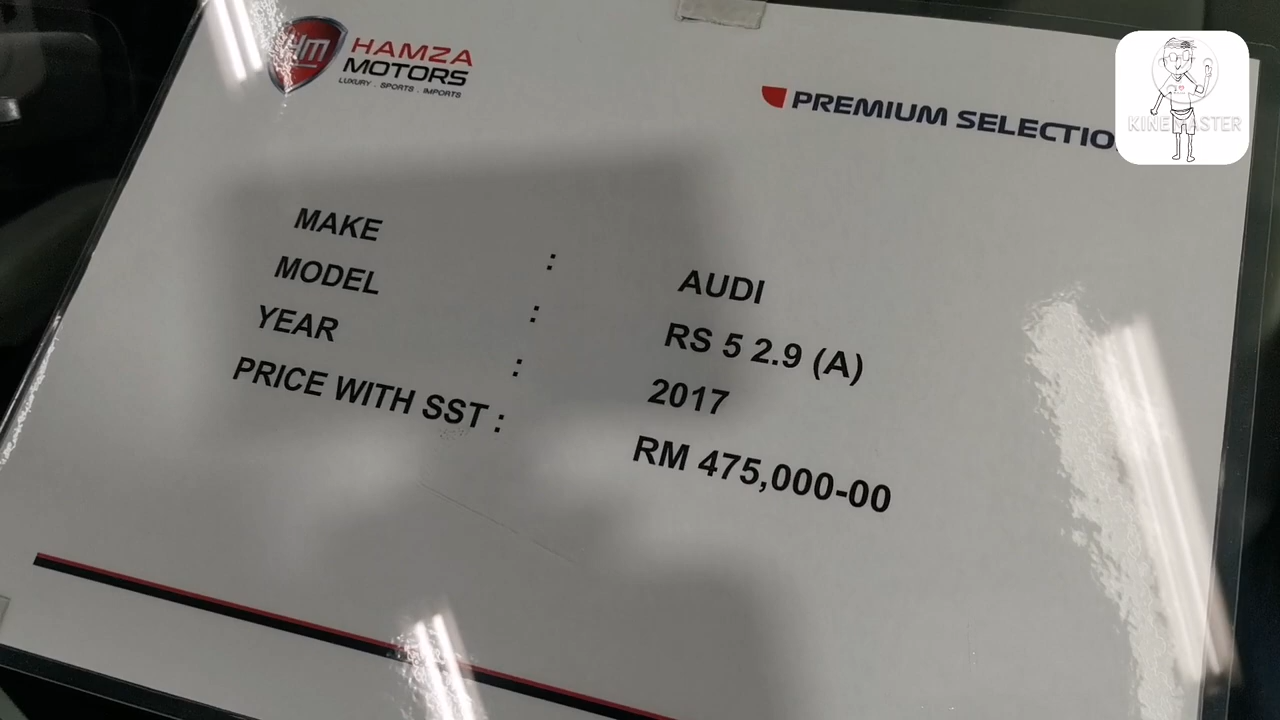 HM
HAMZA
MOTORS
LUXURY . SPORTS . IMPORTS
PREMIUM SELECTIO
MAKE : AUDI
MODEL : RS 5 2.9 (A)
YEAR : 2017
PRICE WITH SST : RM 475,000-00